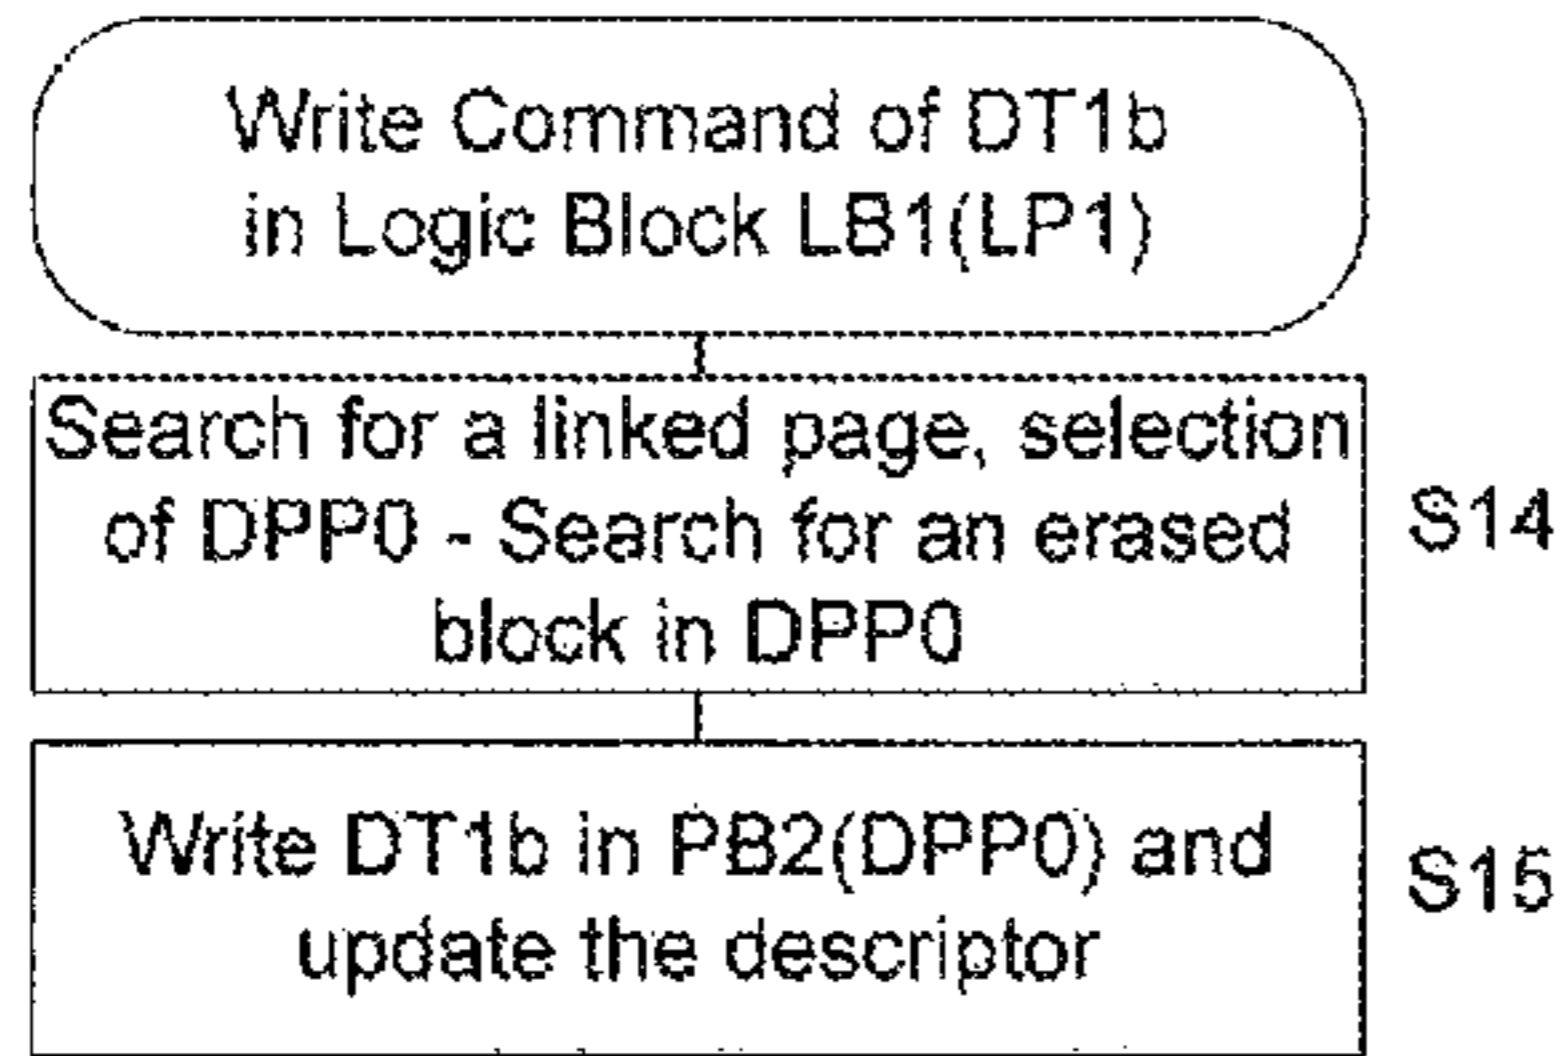 Write Command of DT1b
in Logic Block LB1(LP1)
Search for a linked page, selection
of DPP0 - Search for an erased
block in DPP0
S14
Write DT1b in PB2(DPP0) and
update the descriptor
S15